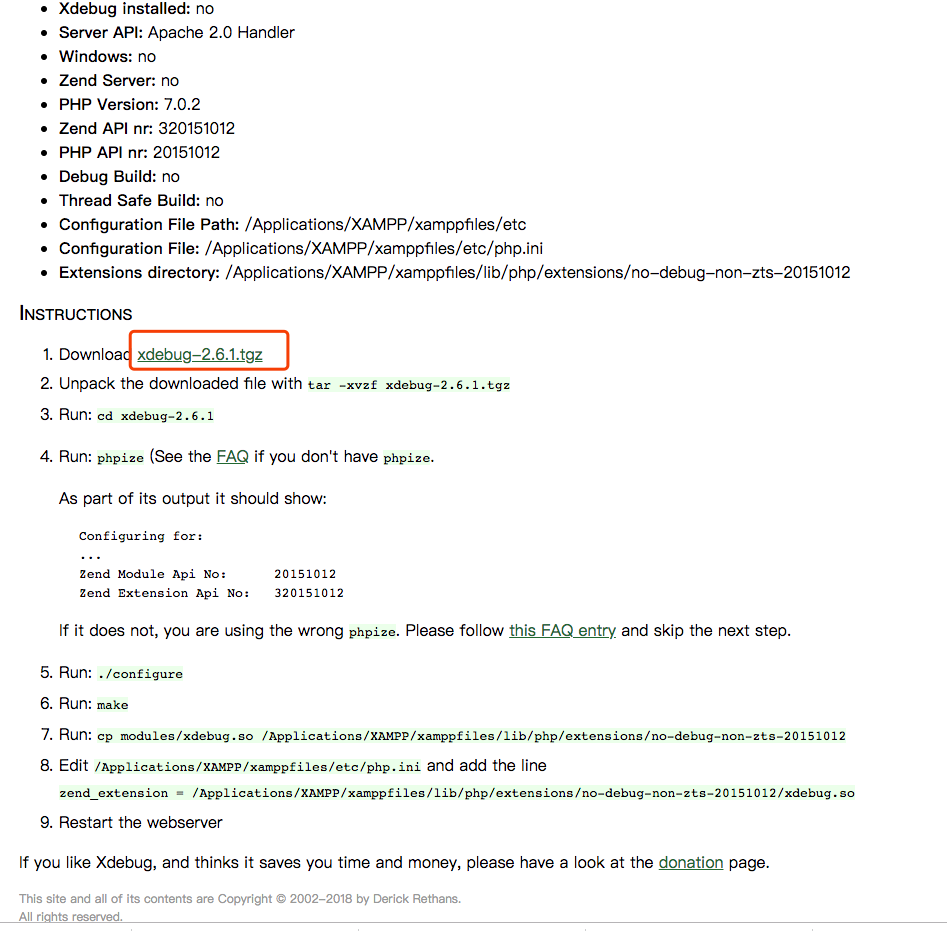 Xdebug installed: no
Server API: Apache 2.0 Handler
Windows: no
Zend Server: no
PHP Version: 7.0.2
Zend API nr: 320151012
PHP API nr: 20151012
Debug Build: no
Thread Safe Build: no
Configuration File Path: /Applications/XAMPP/xamppfiles/etc
Configuration File: /Applications/XAMPP/xamppfiles/etc/php.ini
Extensions directory: /Applications/XAMPP/xamppfiles/lib/php/extensions/no-debug-non-zts-20151012
INSTRUCTIONS
1. Download xdebug-2.6.1.tgz
2. Unpack the downloaded file with tar -xvzf xdebug-2.6.1.tgz
3. Run: cd xdebug-2.6.1
4. Run: phpize (See the FAQ if you don't have phpize.
As part of its output it should show:
Configuring for:
...
Zend Module Api No: 20151012
Zend Extension Api No: 320151012
If it does not, you are using the wrong phpize. Please follow this FAQ entry and skip the next step.
5. Run: ./configure
6. Run: make
7. Run: cp modules/xdebug.so /Applications/XAMPP/xamppfiles/lib/php/extensions/no-debug-non-zts-20151012
8. Edit /Applications/XAMPP/xamppfiles/etc/php.ini and add the line
zend_extension = /Applications/XAMPP/xamppfiles/lib/php/extensions/no-debug-non-zts-20151012/xdebug.so
9. Restart the webserver
If you like Xdebug, and thinks it saves you time and money, please have a look at the donation page.
This site and all of its contents are Copyright © 2002-2018 by Derick Rethans.
All rights reserved.